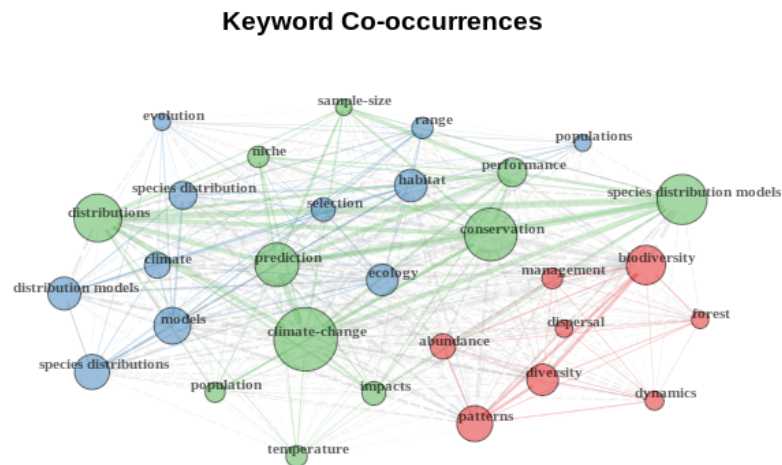 Keyword Co-occurrences
sample-size
evolution
range
populations
niche
performance
species distribution
habitat
species distribution models
distributions
selection
conservation
climate
prediction
biodiversity
ecology
management
distribution models
models
climate-change
dispersal
forest
abundance
species distributions
diversity
population
impacts
dynamics
patterns
temperature